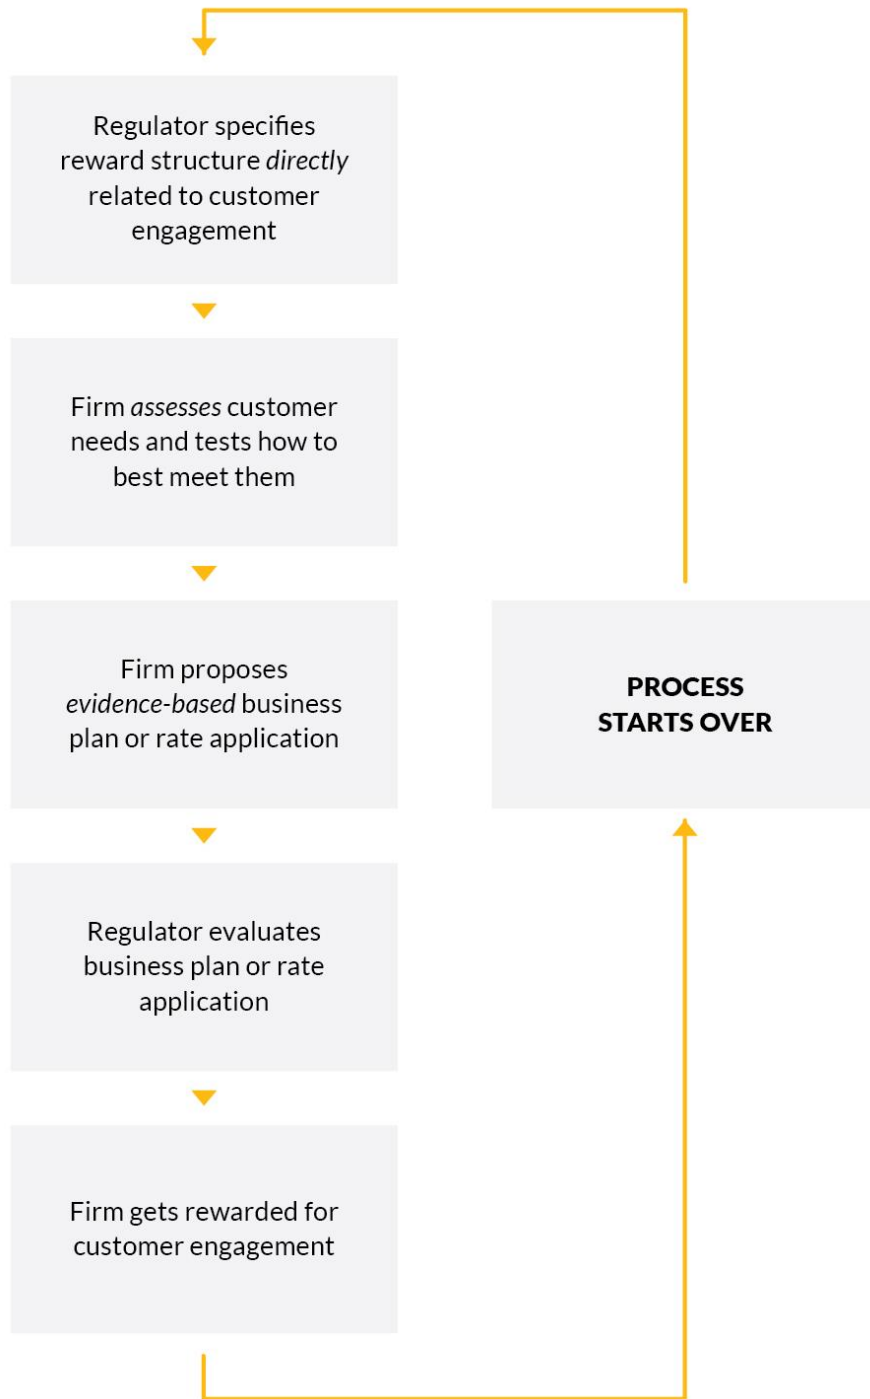 Regulator specifies
reward structure directly
related to customer
engagement
Firm assesses customer
needs and tests how to
best meet them
Firm proposes
evidence-based business
plan or rate application
PROCESS
STARTS OVER
Regulator evaluates
business plan or rate
application
Firm gets rewarded for
customer engagement